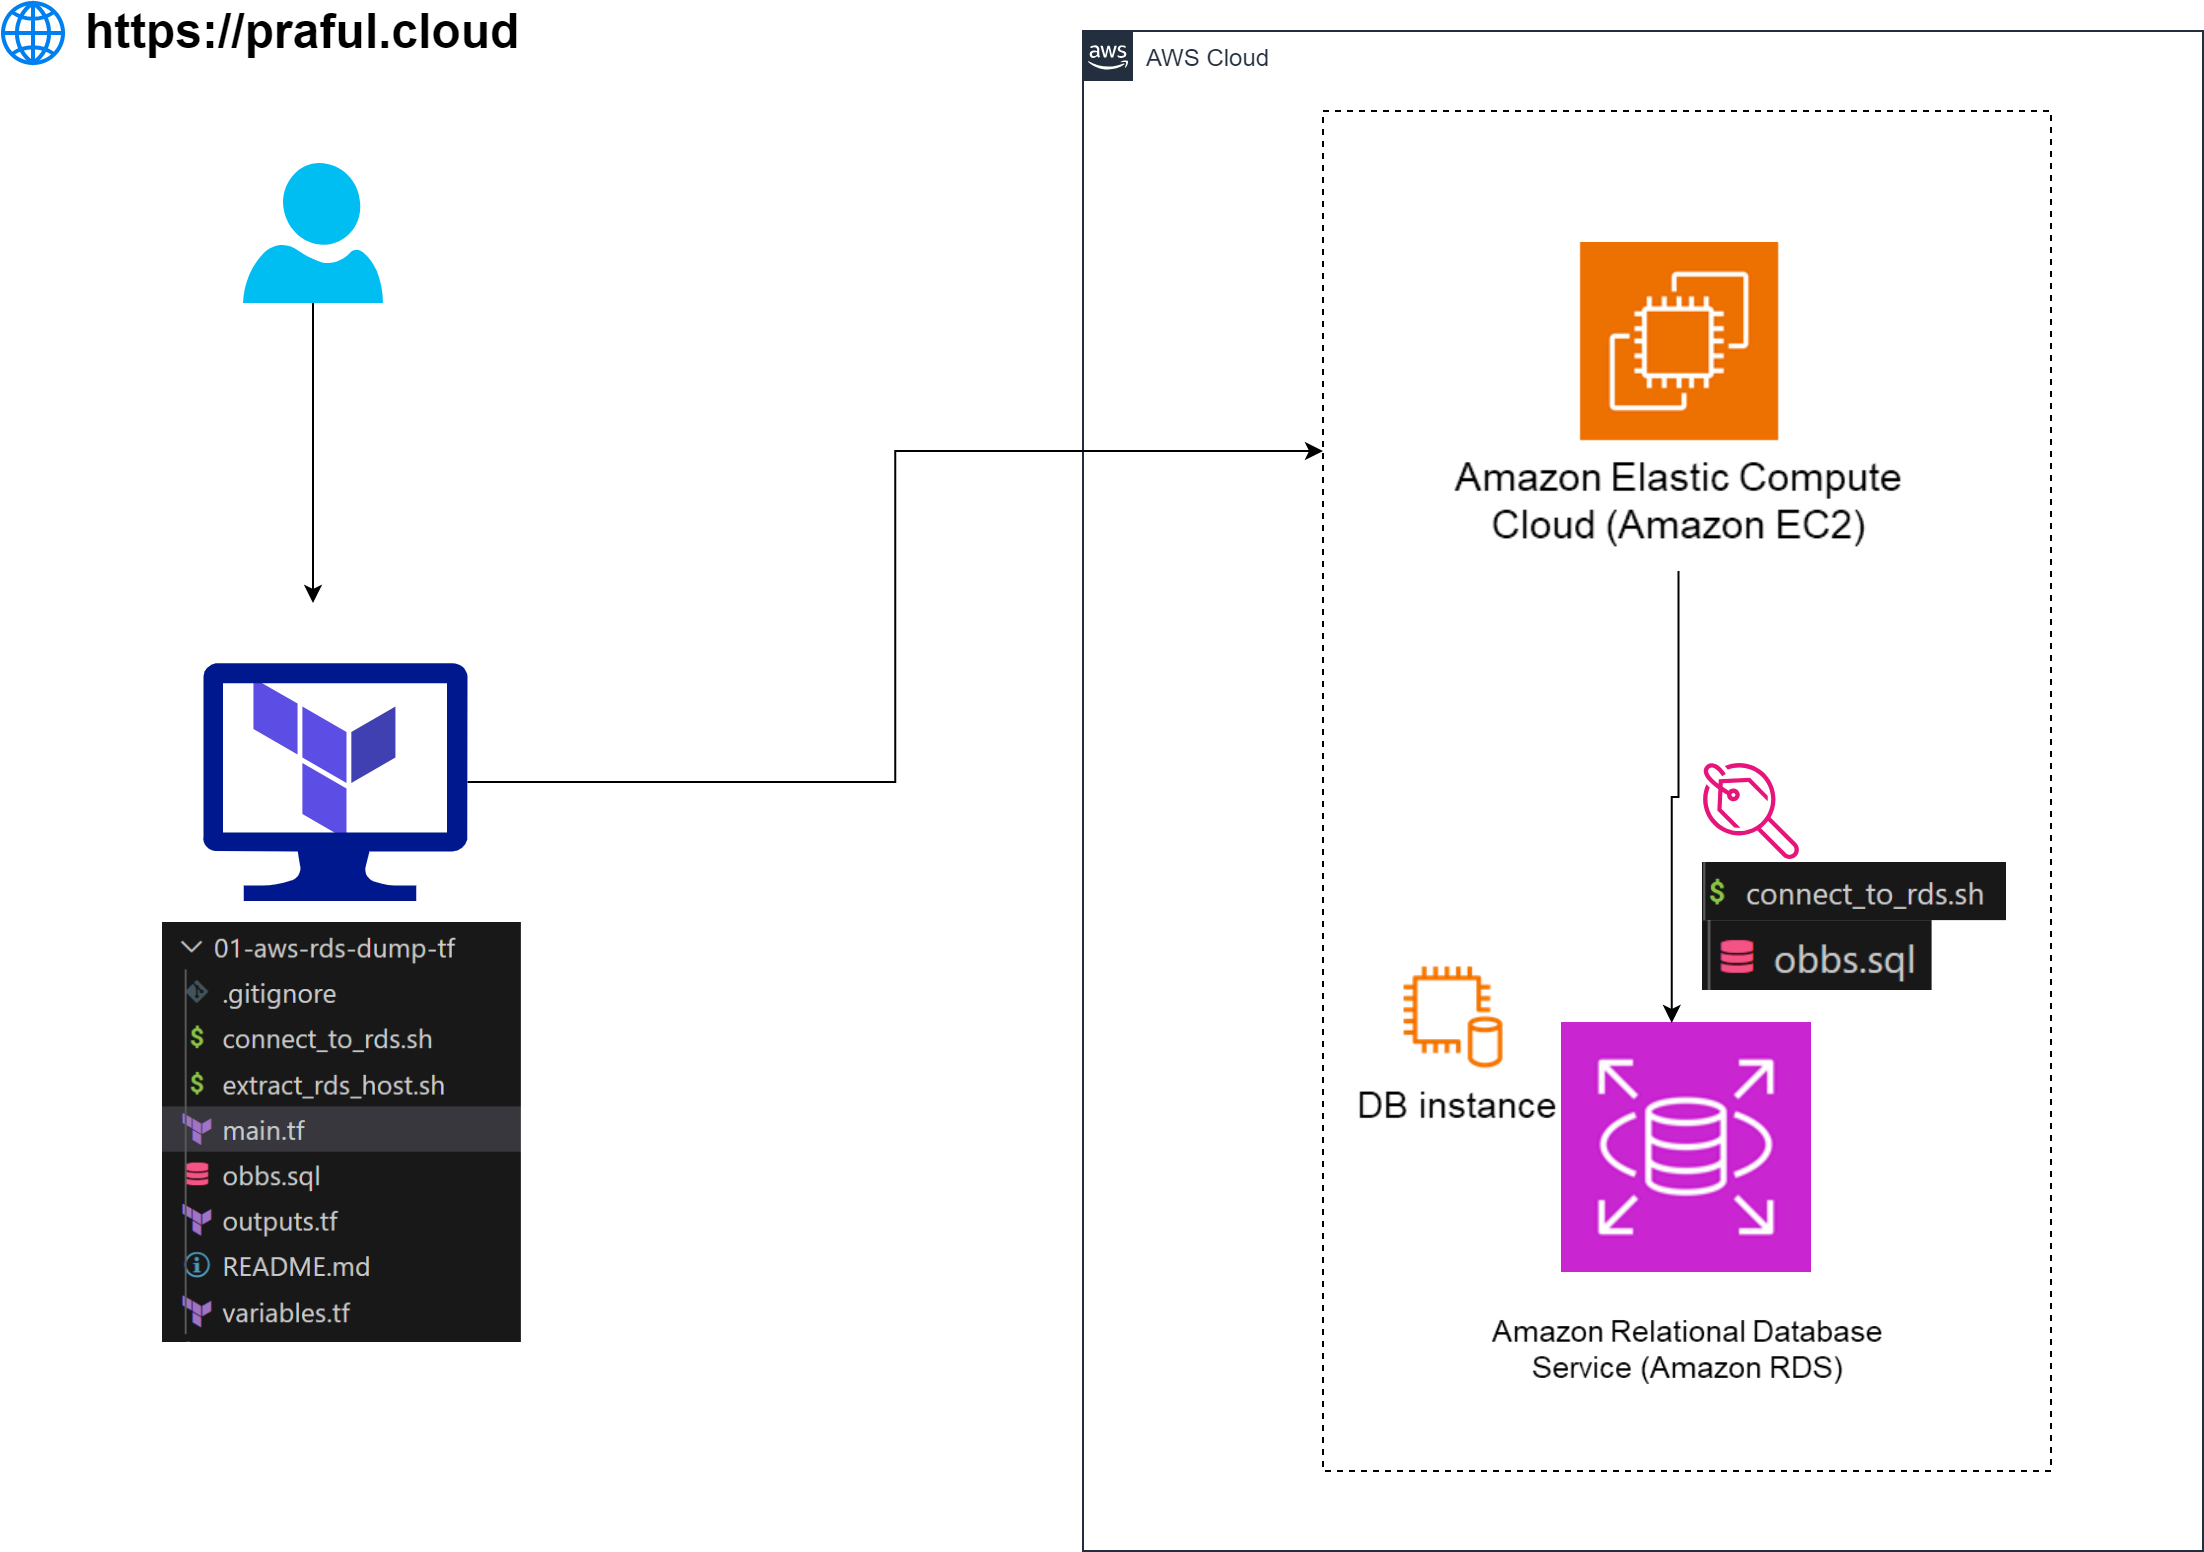 https://praful.cloud
aws
AWS Cloud
Amazon Elastic Compute
Cloud (Amazon EC2)
$ connect_to_rds.sh
obbs.sql
01-aws-rds-dump-tf
.gitignore
$ connect_to_rds.sh
$ extract_rds_host.sh
main.tf
obbs.sql
outputs.tf
README.md
variables.tf
DB instance
Amazon Relational Database
Service (Amazon RDS)